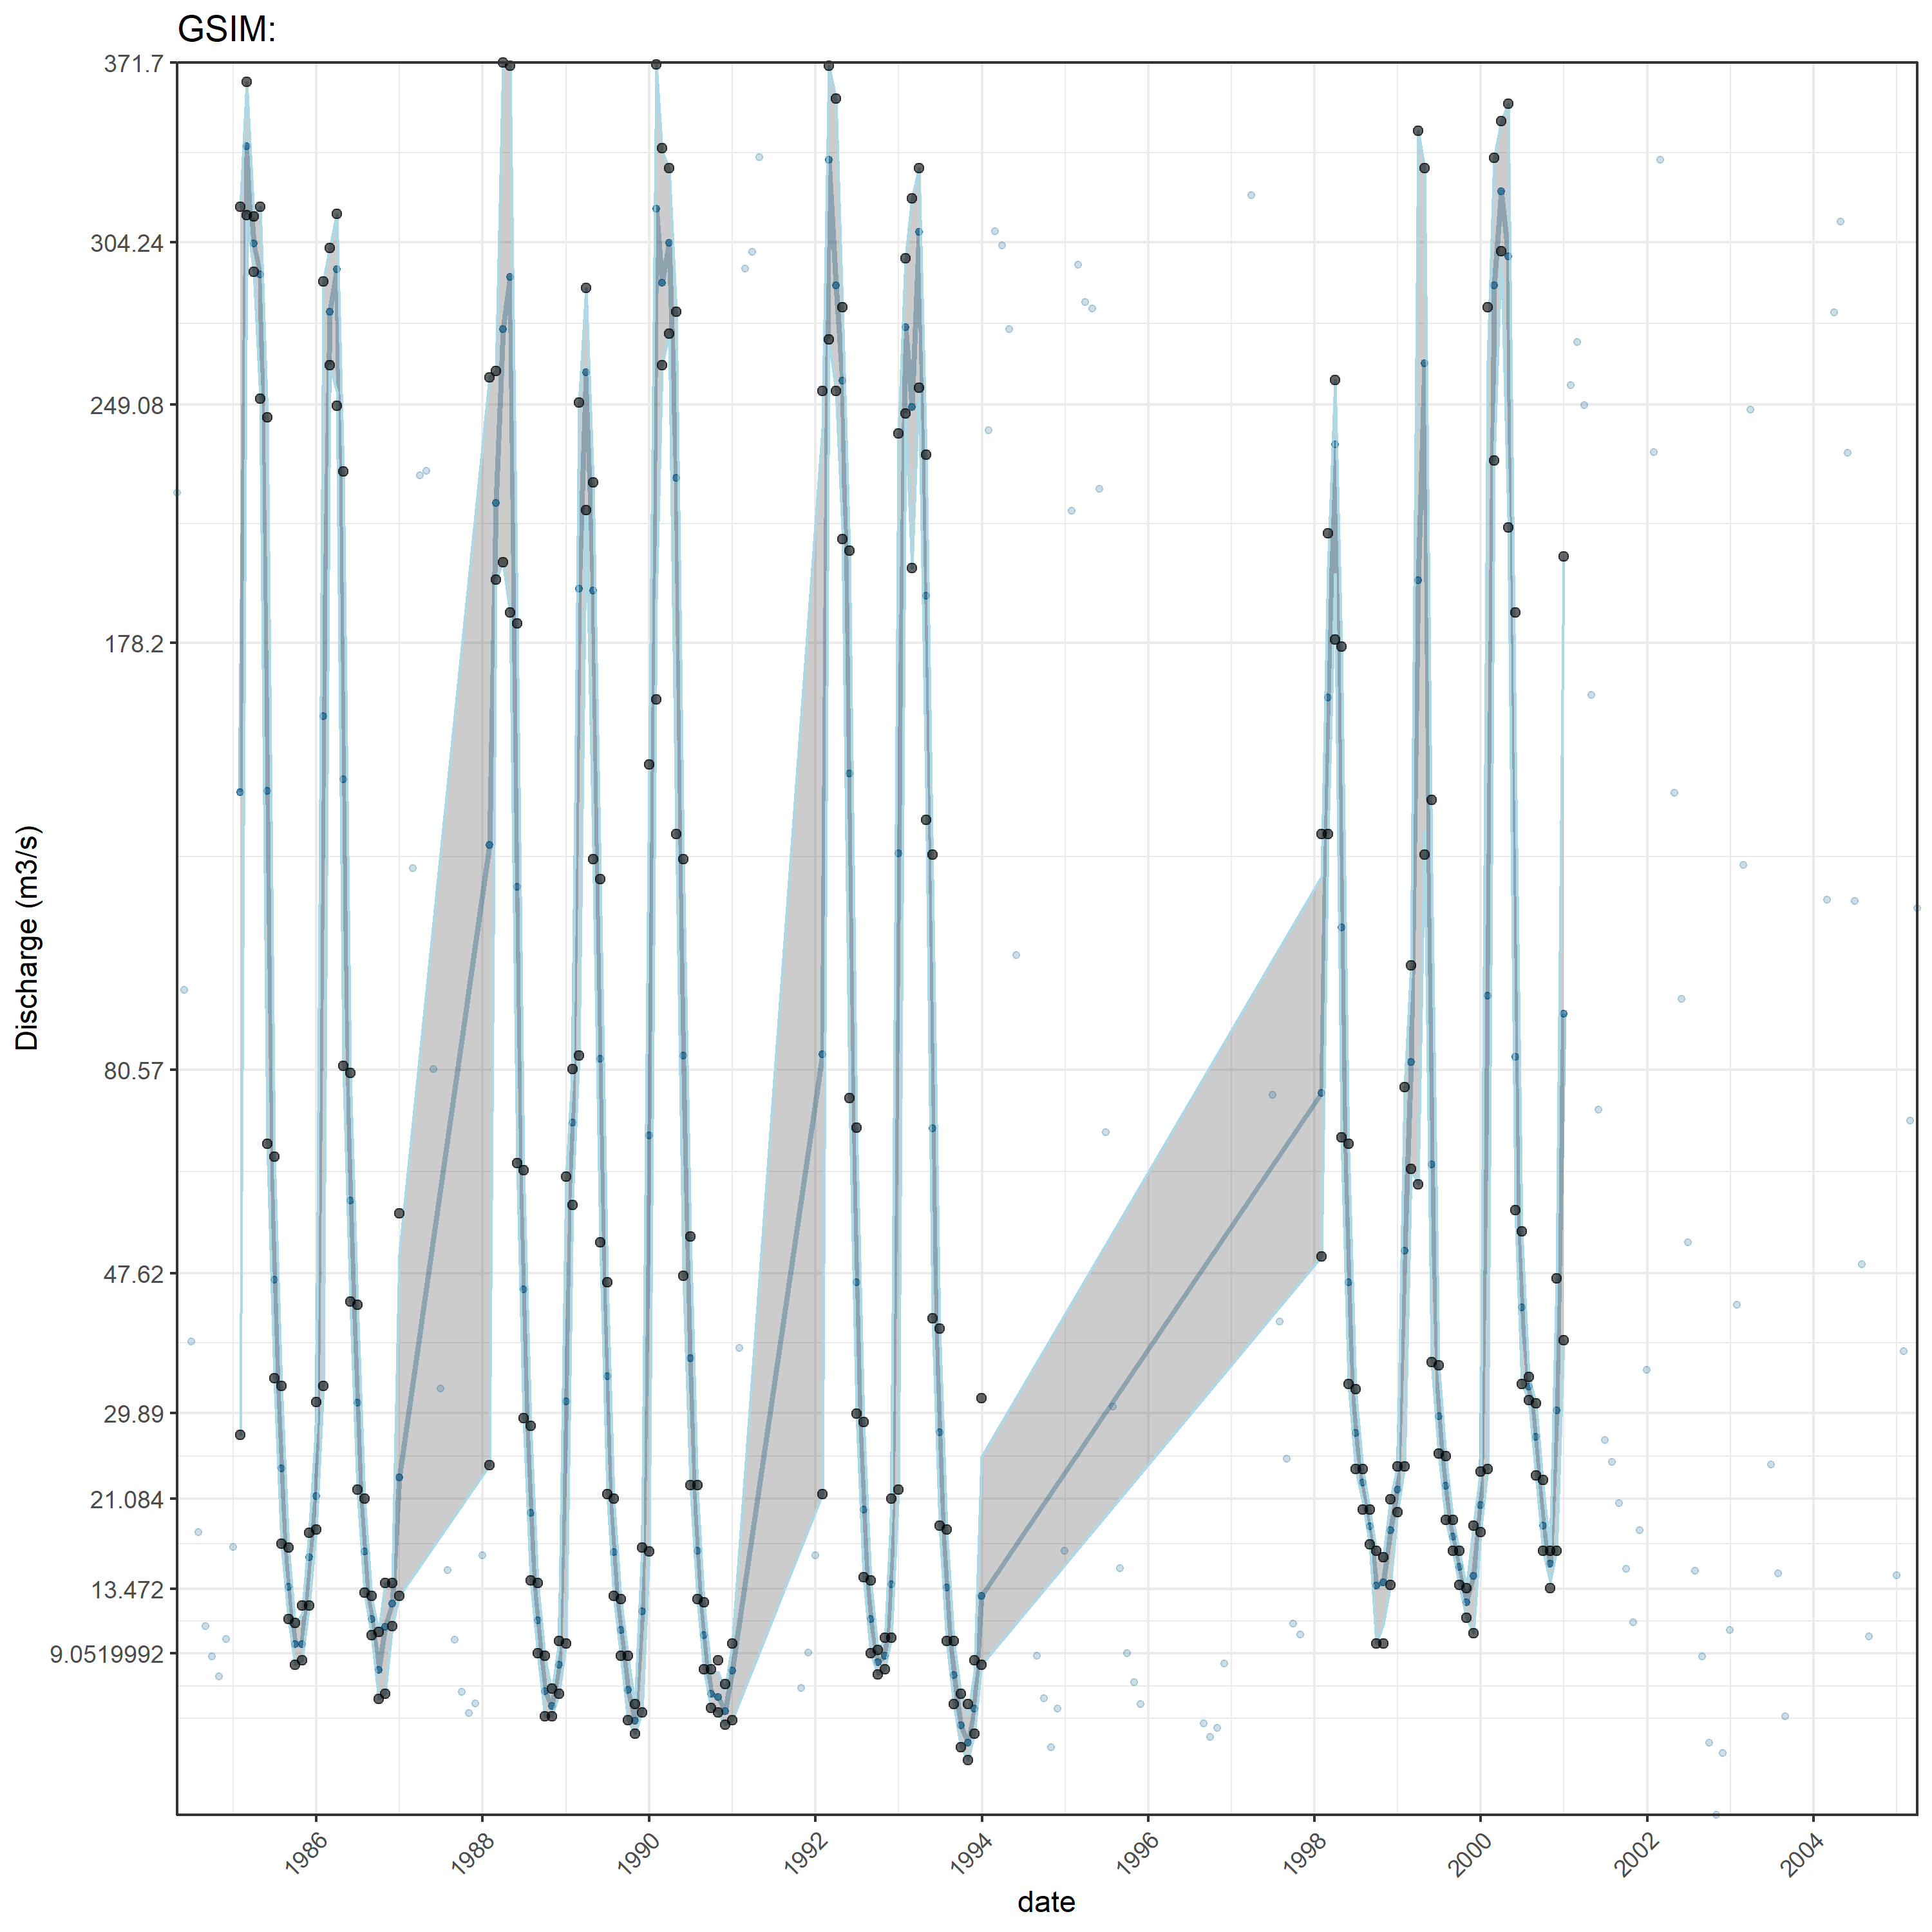 GSIM:
371.7
304.24
249.08
178.2
80.57
47.62
29.89
21.084
13.472
9.0519992
Discharge (m3/s)
1986 1988 1990 1992 1994 1996 1998 2000 2002 2004
date